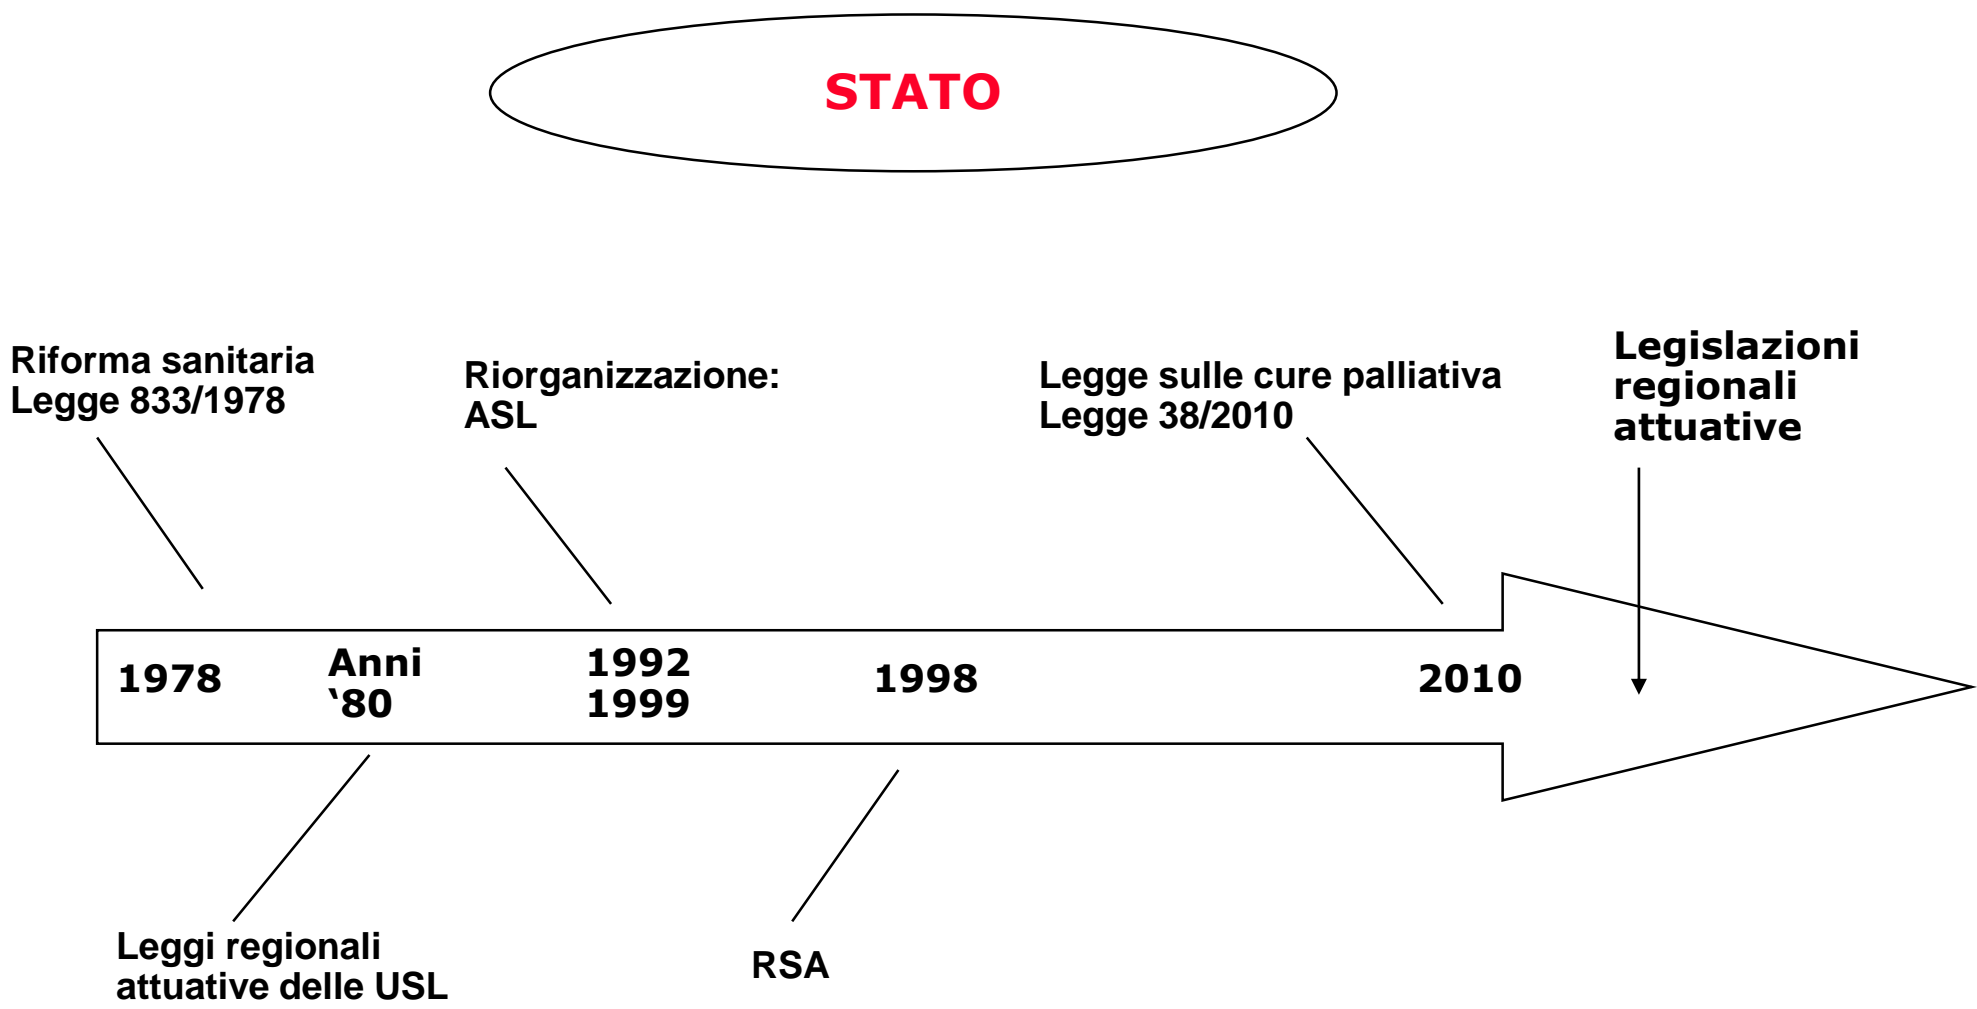 STATO
Riforma sanitaria
Legge 833/1978
Riorganizzazione:
ASL
Legge sulle cure palliativa
Legge 38/2010
Legislazioni
regionali
attuative
1978
Anni
‘80
1992
1999
1998
2010
Leggi regionali
attuative delle USL
RSA